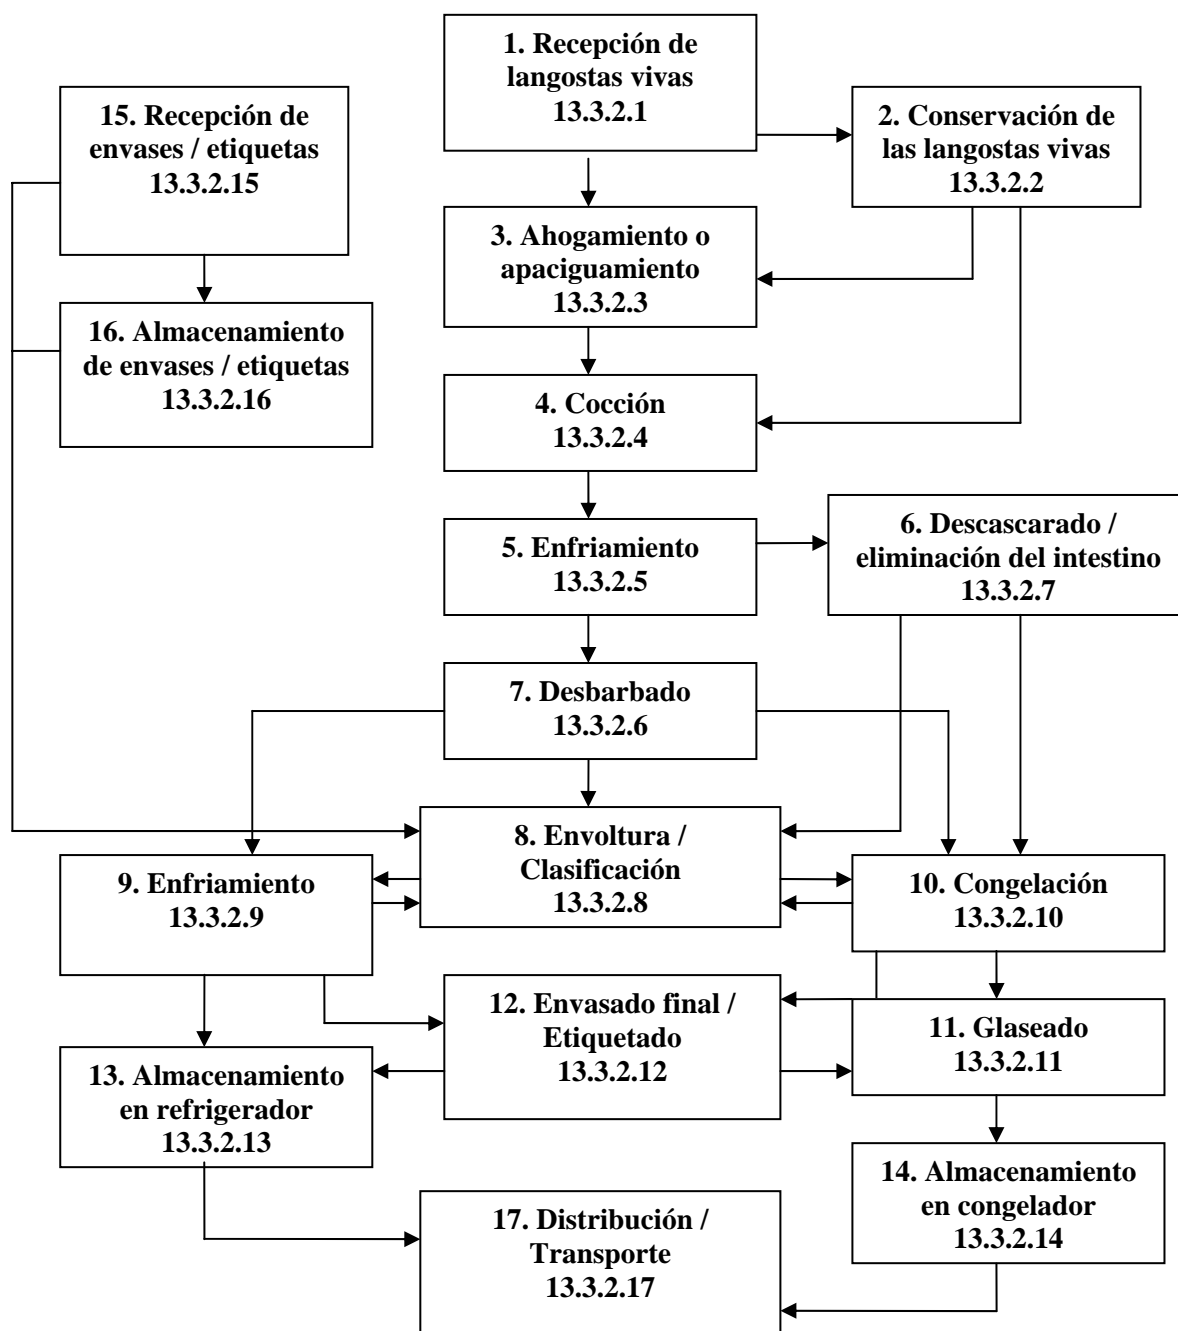 1. Recepción de
langostas vivas
13.3.2.1
15. Recepción de
envases / etiquetas
13.3.2.15
2. Conservación de
las langostas vivas
13.3.2.2
3. Ahogamiento o
apaciguamiento
13.3.2.3
16. Almacenamiento
de envases / etiquetas
13.3.2.16
4. Cocción
13.3.2.4
5. Enfriamiento
13.3.2.5
6. Descascarado /
eliminación del intestino
13.3.2.7
7. Desbarbado
13.3.2.6
8. Envoltura /
Clasificación
13.3.2.8
9. Enfriamiento
13.3.2.9
10. Congelación
13.3.2.10
12. Envasado final /
Etiquetado
13.3.2.12
11. Glaseado
13.3.2.11
13. Almacenamiento
en refrigerador
13.3.2.13
14. Almacenamiento
en congelador
13.3.2.14
17. Distribución /
Transporte
13.3.2.17